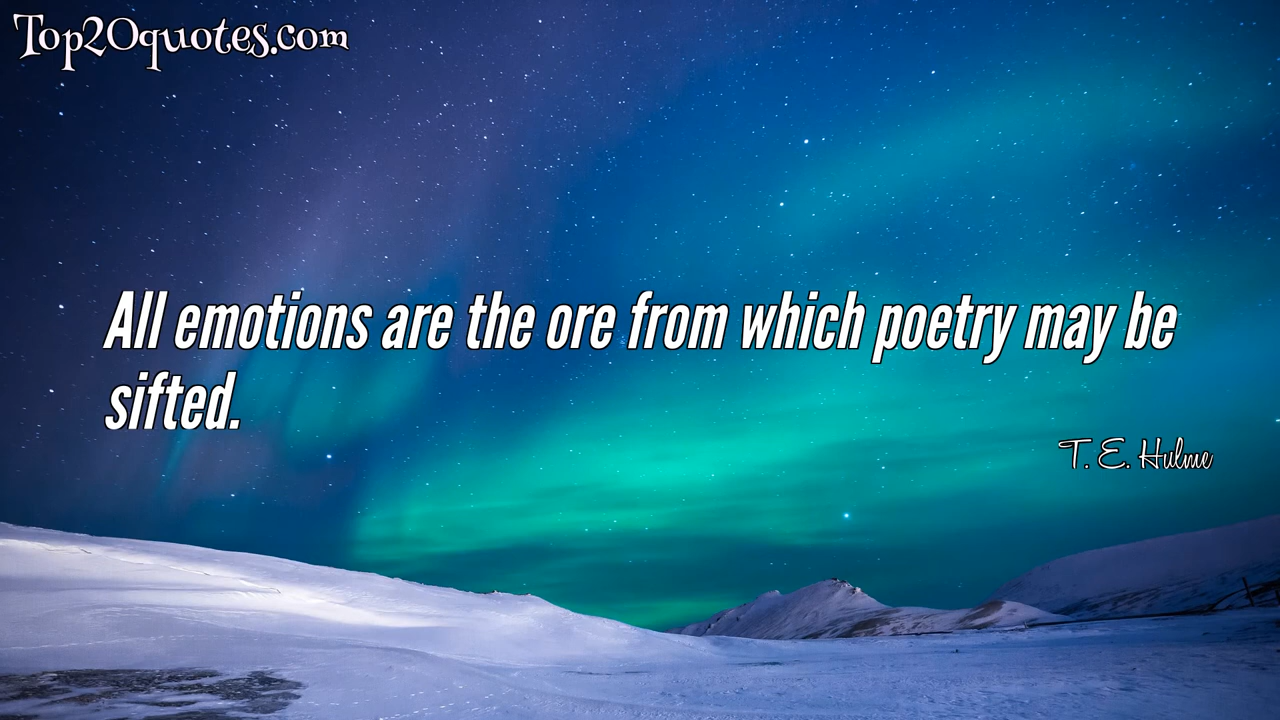 Top20quotes.com
All emotions are the ore from which poetry may be
sifted.
T. E. Hulme